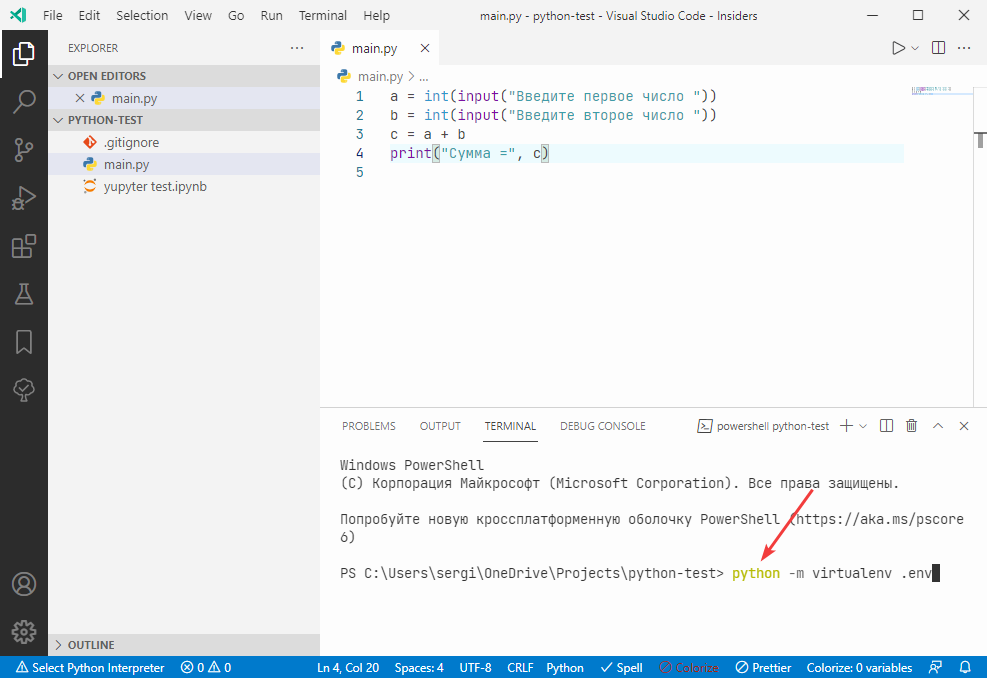 File Edit Selection View Go Run Terminal Help
main.py - python-test - Visual Studio Code - Insiders
EXPLORER
OPEN EDITORS
main.py
PYTHON-TEST
.gitignore
main.py
yupyter test.ipynb
OUTLINE
main.py
main.py > ...
1 a = int(input("Введите первое число "))
2 b = int(input("Введите второе число "))
3 c = a + b
4 print("Сумма =", c)
5
PROBLEMS OUTPUT TERMINAL DEBUG CONSOLE powershell python-test
Windows PowerShell
(C) Корпорация Майкрософт (Microsoft Corporation). Все права защищены.
Попробуйте новую кроссплатформенную оболочку PowerShell (https://aka.ms/pscore
6)
PS C:\Users\sergi\OneDrive\Projects\python-test> python -m virtualenv .env
Select Python Interpreter 0 0 Ln 4, Col 20 Spaces: 4 UTF-8 CRLF Python Spell Colorize Prettier Colorize: 0 variables